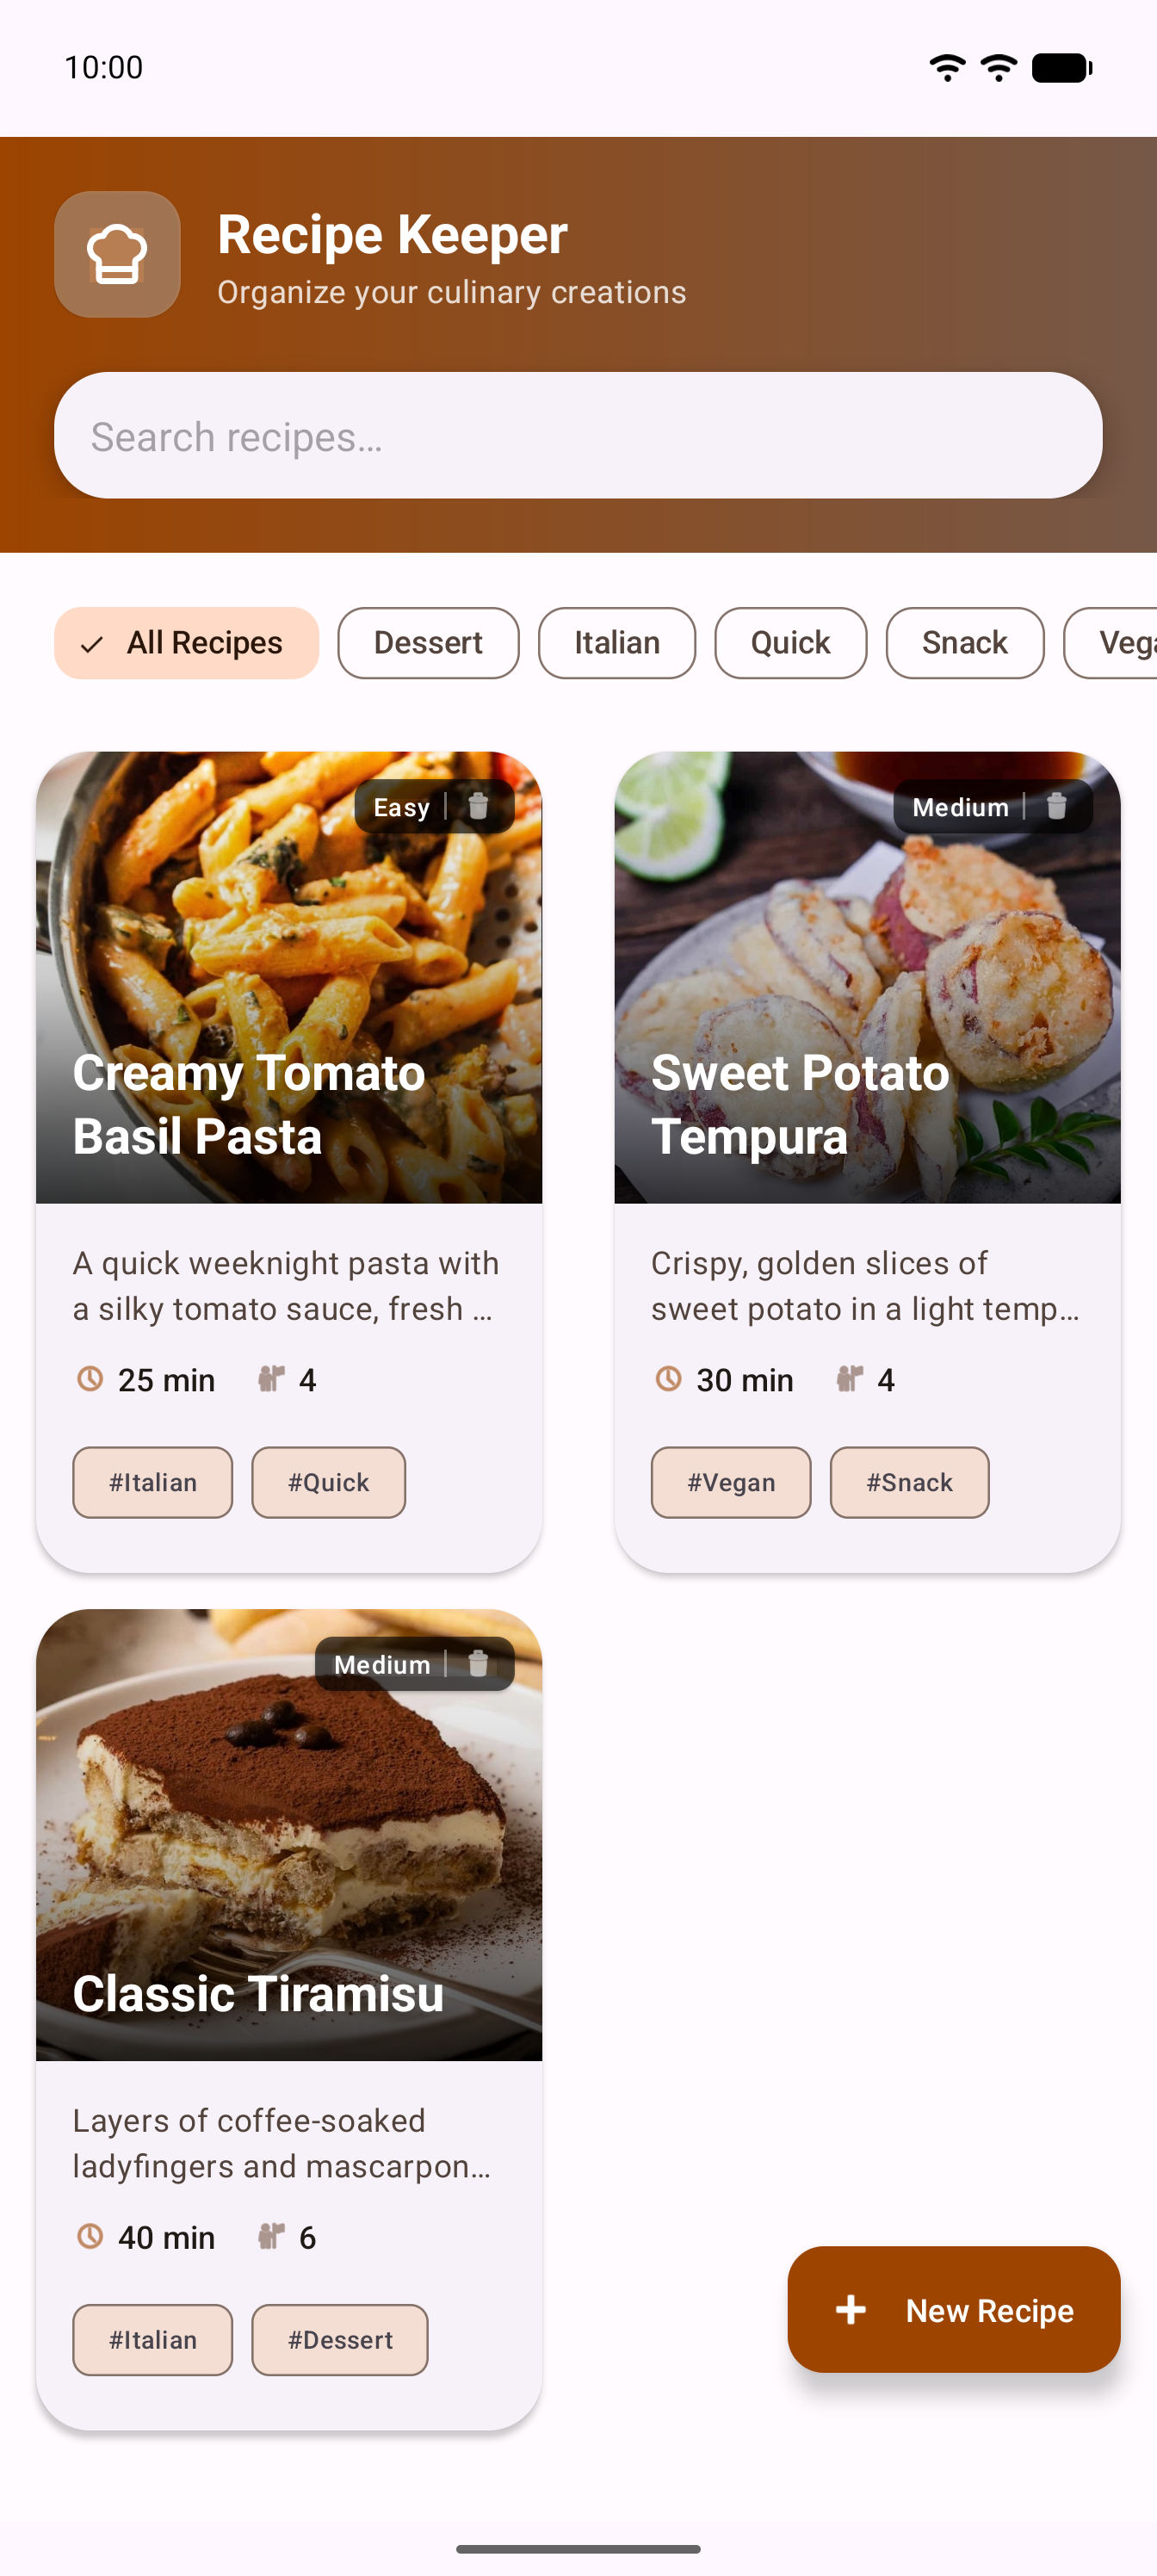 10:00
Recipe Keeper
Organize your culinary creations
Search recipes…
All Recipes
Dessert
Italian
Quick
Snack
Easy
Creamy Tomato
Basil Pasta
A quick weeknight pasta with
a silky tomato sauce, fresh …
25 min
4
#Italian
#Quick
Medium
Sweet Potato
Tempura
Crispy, golden slices of
sweet potato in a light temp…
30 min
4
#Vegan
#Snack
Medium
Classic Tiramisu
Layers of coffee-soaked
ladyfingers and mascarpon…
40 min
6
#Italian
#Dessert
New Recipe